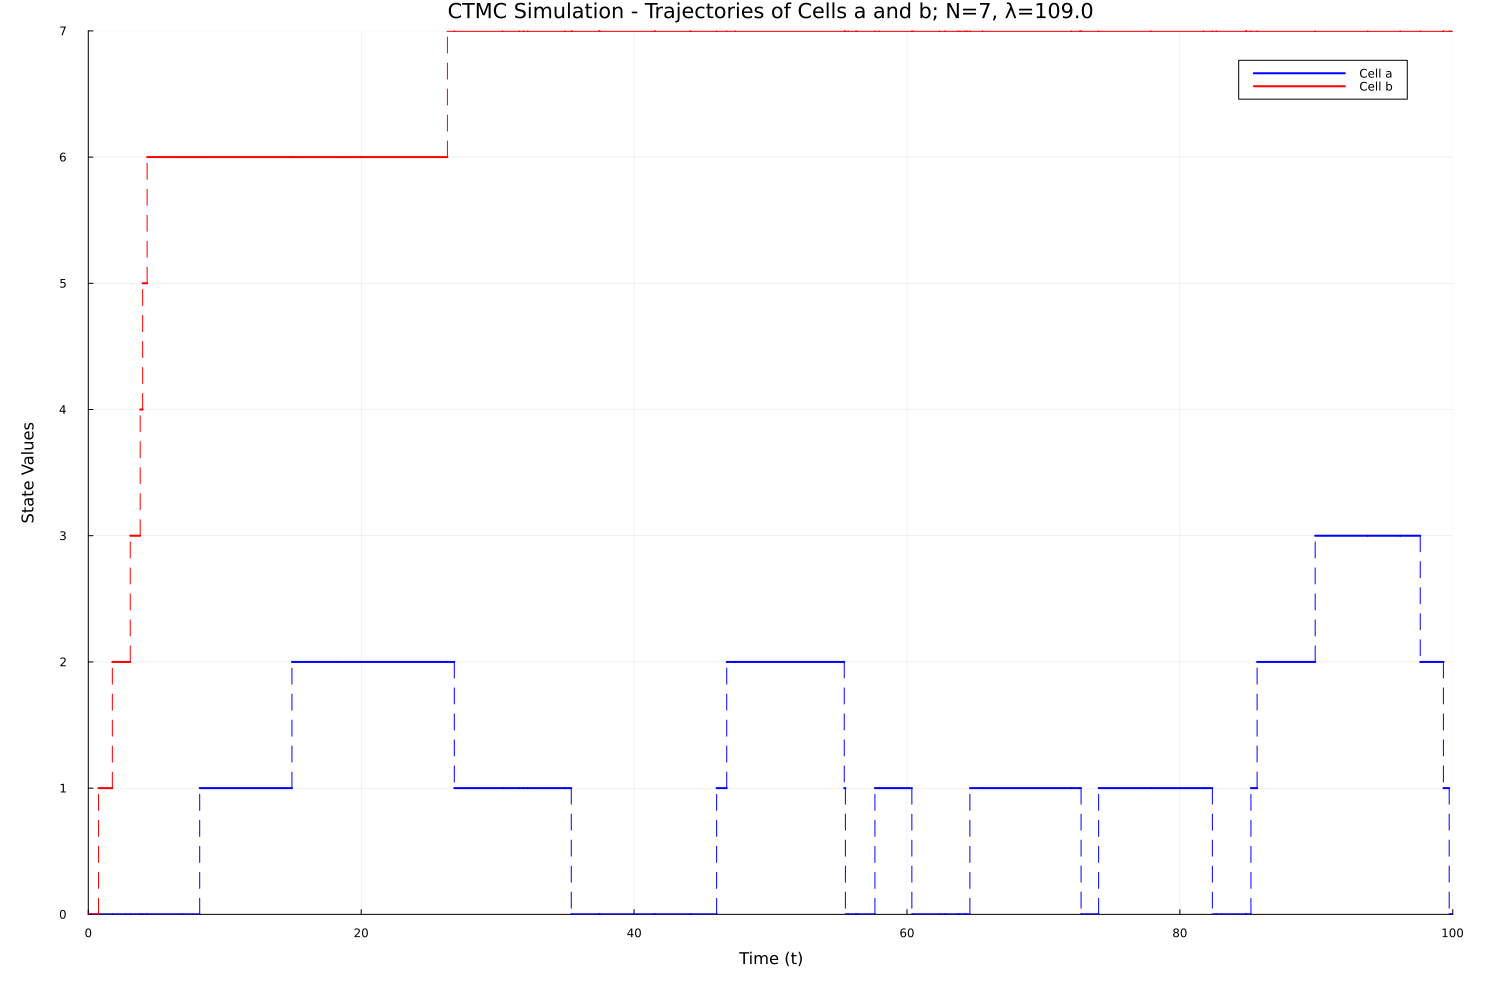 CTMC Simulation - Trajectories of Cells a and b; N=7, λ=109.0
7
6
5
4
3
2
1
0
State Values
Cell a
Cell b
0 20 40 60 80 100
Time (t)